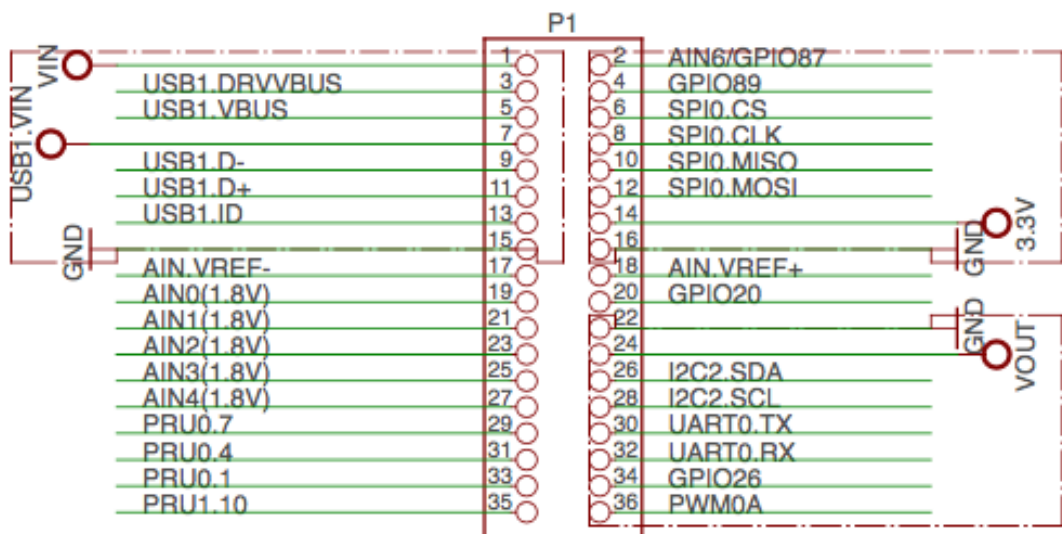 P1
VIN 1 2 AIN6/GPIO87
USB1.DRVVBUS 3 4 GPIO89
USB1.VBUS 5 6 SPI0.CS
USB1.VIN 7 8 SPI0.CLK
USB1.D- 9 10 SPI0.MISO
USB1.D+ 11 12 SPI0.MOSI
USB1.ID 13 14 3.3V
GND 15 16 GND
AIN.VREF- 17 18 AIN.VREF+
AIN0(1.8V) 19 20 GPIO20
AIN1(1.8V) 21 22 GND
AIN2(1.8V) 23 24 VOUT
AIN3(1.8V) 25 26 I2C2.SDA
AIN4(1.8V) 27 28 I2C2.SCL
PRU0.7 29 30 UART0.TX
PRU0.4 31 32 UART0.RX
PRU0.1 33 34 GPIO26
PRU1.10 35 36 PWM0A